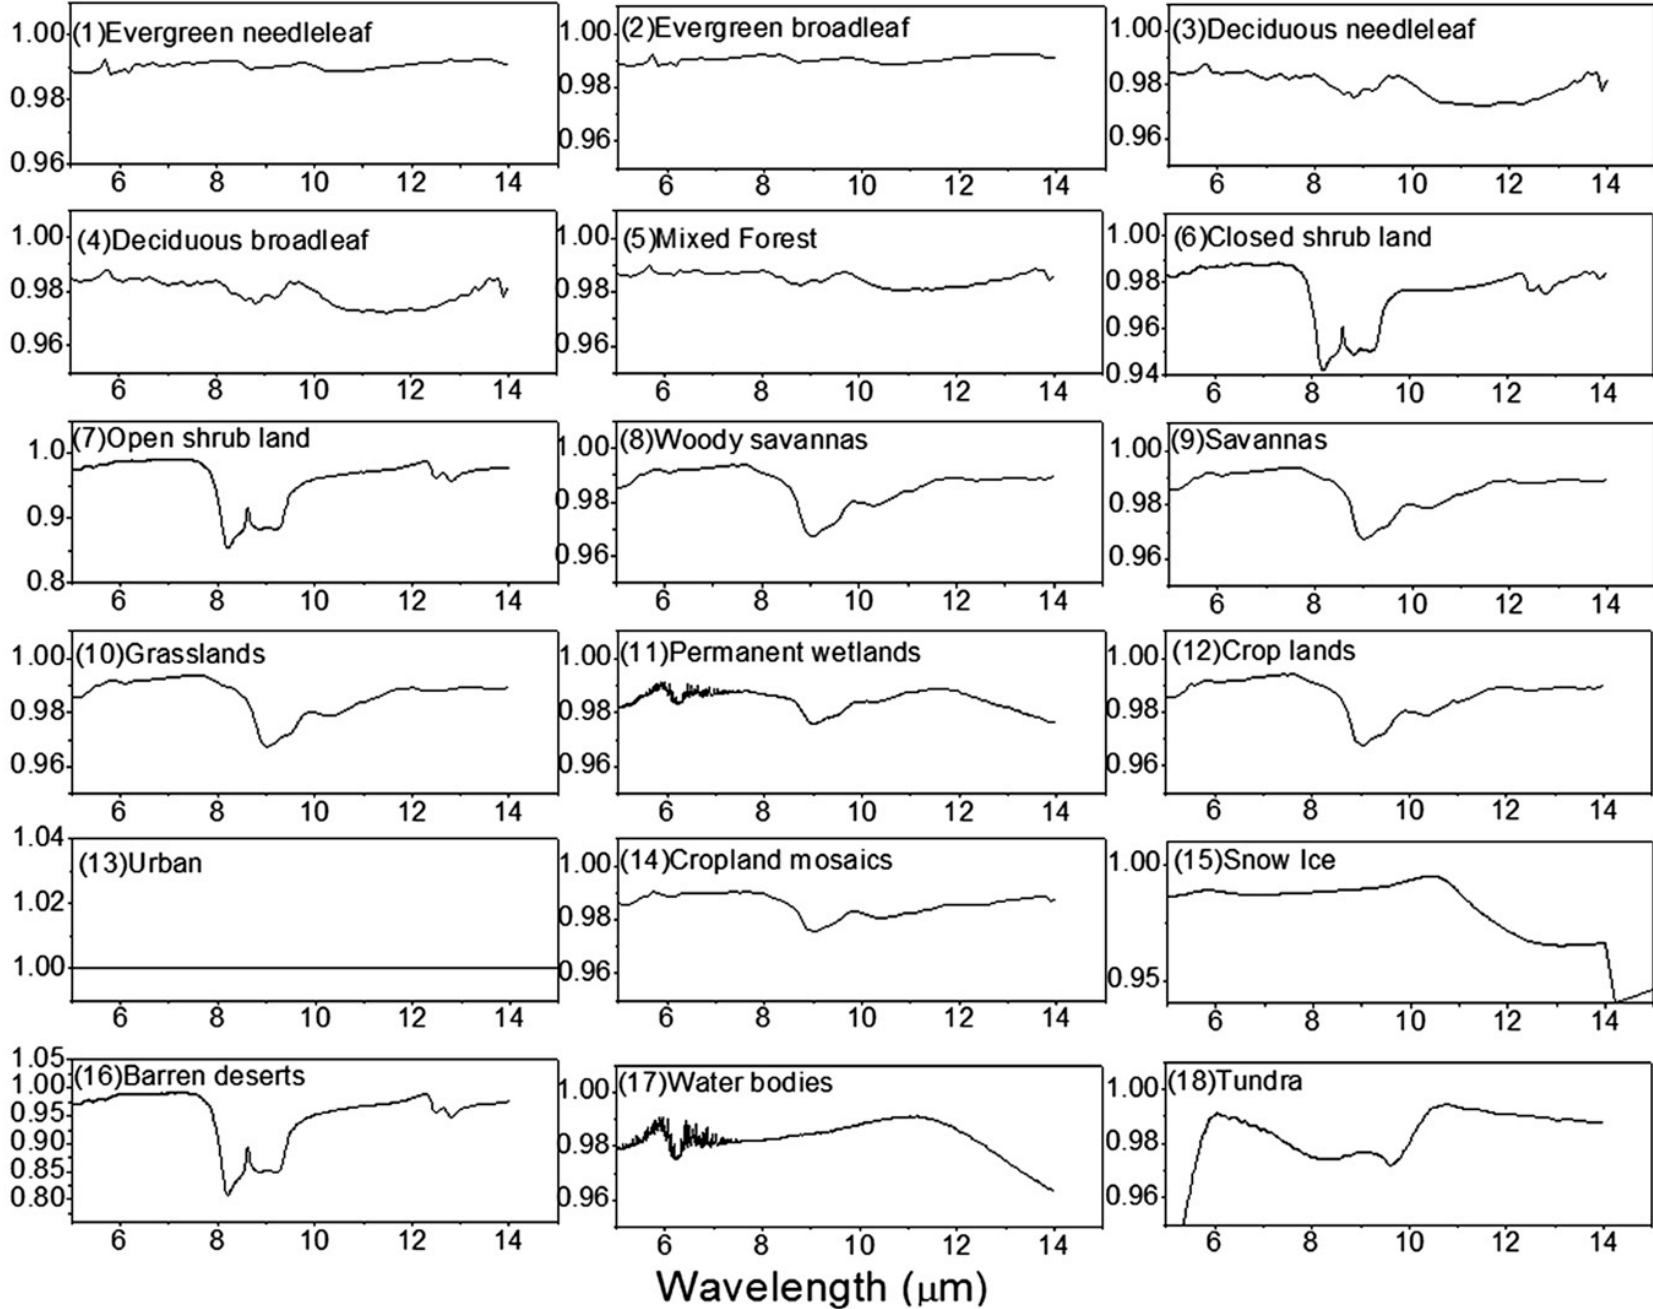 (1)Evergreen needleleaf
1.00
0.98
0.96
6 8 10 12 14
(2)Evergreen broadleaf
1.00
0.98
0.96
6 8 10 12 14
(3)Deciduous needleleaf
1.00
0.98
0.96
6 8 10 12 14
(4)Deciduous broadleaf
1.00
0.98
0.96
6 8 10 12 14
(5)Mixed Forest
1.00
0.98
0.96
6 8 10 12 14
(6)Closed shrub land
1.00
0.98
0.96
0.94
6 8 10 12 14
(7)Open shrub land
1.0
0.9
0.8
6 8 10 12 14
(8)Woody savannas
1.00
0.98
0.96
6 8 10 12 14
(9)Savannas
1.00
0.98
0.96
6 8 10 12 14
(10)Grasslands
1.00
0.98
0.96
6 8 10 12 14
(11)Permanent wetlands
1.00
0.98
0.96
6 8 10 12 14
(12)Crop lands
1.00
0.98
0.96
6 8 10 12 14
(13)Urban
1.04
1.02
1.00
6 8 10 12 14
(14)Cropland mosaics
1.00
0.98
0.96
6 8 10 12 14
(15)Snow Ice
1.00
0.95
6 8 10 12 14
(16)Barren deserts
1.05
1.00
0.95
0.90
0.85
0.80
6 8 10 12 14
(17)Water bodies
1.00
0.98
0.96
6 8 10 12 14
(18)Tundra
1.00
0.98
0.96
6 8 10 12 14
Wavelength (μm)